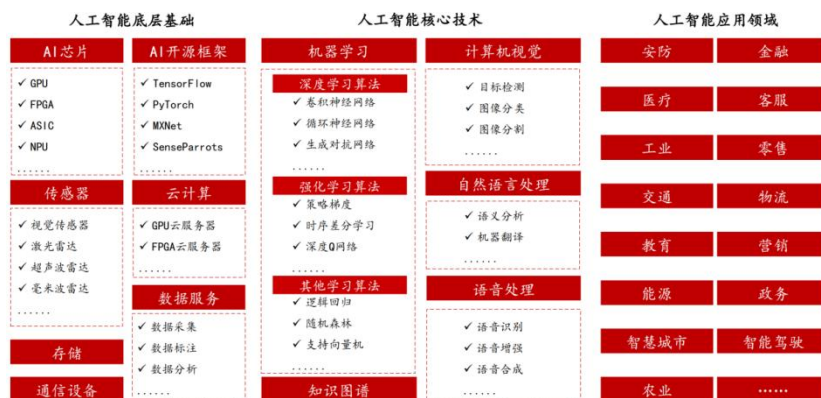 人工智能底层基础
AI芯片
✓ GPU
✓ FPGA
✓ ASIC
✓ NPU
......
传感器
✓ 视觉传感器
✓ 激光雷达
✓ 超声波雷达
✓ 毫米波雷达
......
存储
通信设备
AI开源框架
✓ TensorFlow
✓ PyTorch
✓ MXNet
✓ SenseParrots
......
云计算
✓ GPU云服务器
✓ FPGA云服务器
......
数据服务
✓ 数据采集
✓ 数据标注
✓ 数据分析
......
人工智能核心技术
机器学习
深度学习算法
✓ 卷积神经网络
✓ 循环神经网络
✓ 生成对抗网络
......
强化学习算法
✓ 策略梯度
✓ 时序差分学习
✓ 深度Q网络
......
其他学习算法
✓ 逻辑回归
✓ 随机森林
✓ 支持向量机
......
知识图谱
计算机视觉
✓ 目标检测
✓ 图像分类
✓ 图像分割
......
自然语言处理
✓ 语义分析
✓ 机器翻译
......
语音处理
✓ 语音识别
✓ 语音增强
✓ 语音合成
......
人工智能应用领域
安防 金融
医疗 客服
工业 零售
交通 物流
教育 营销
能源 政务
智慧城市 智能驾驶
农业 ......